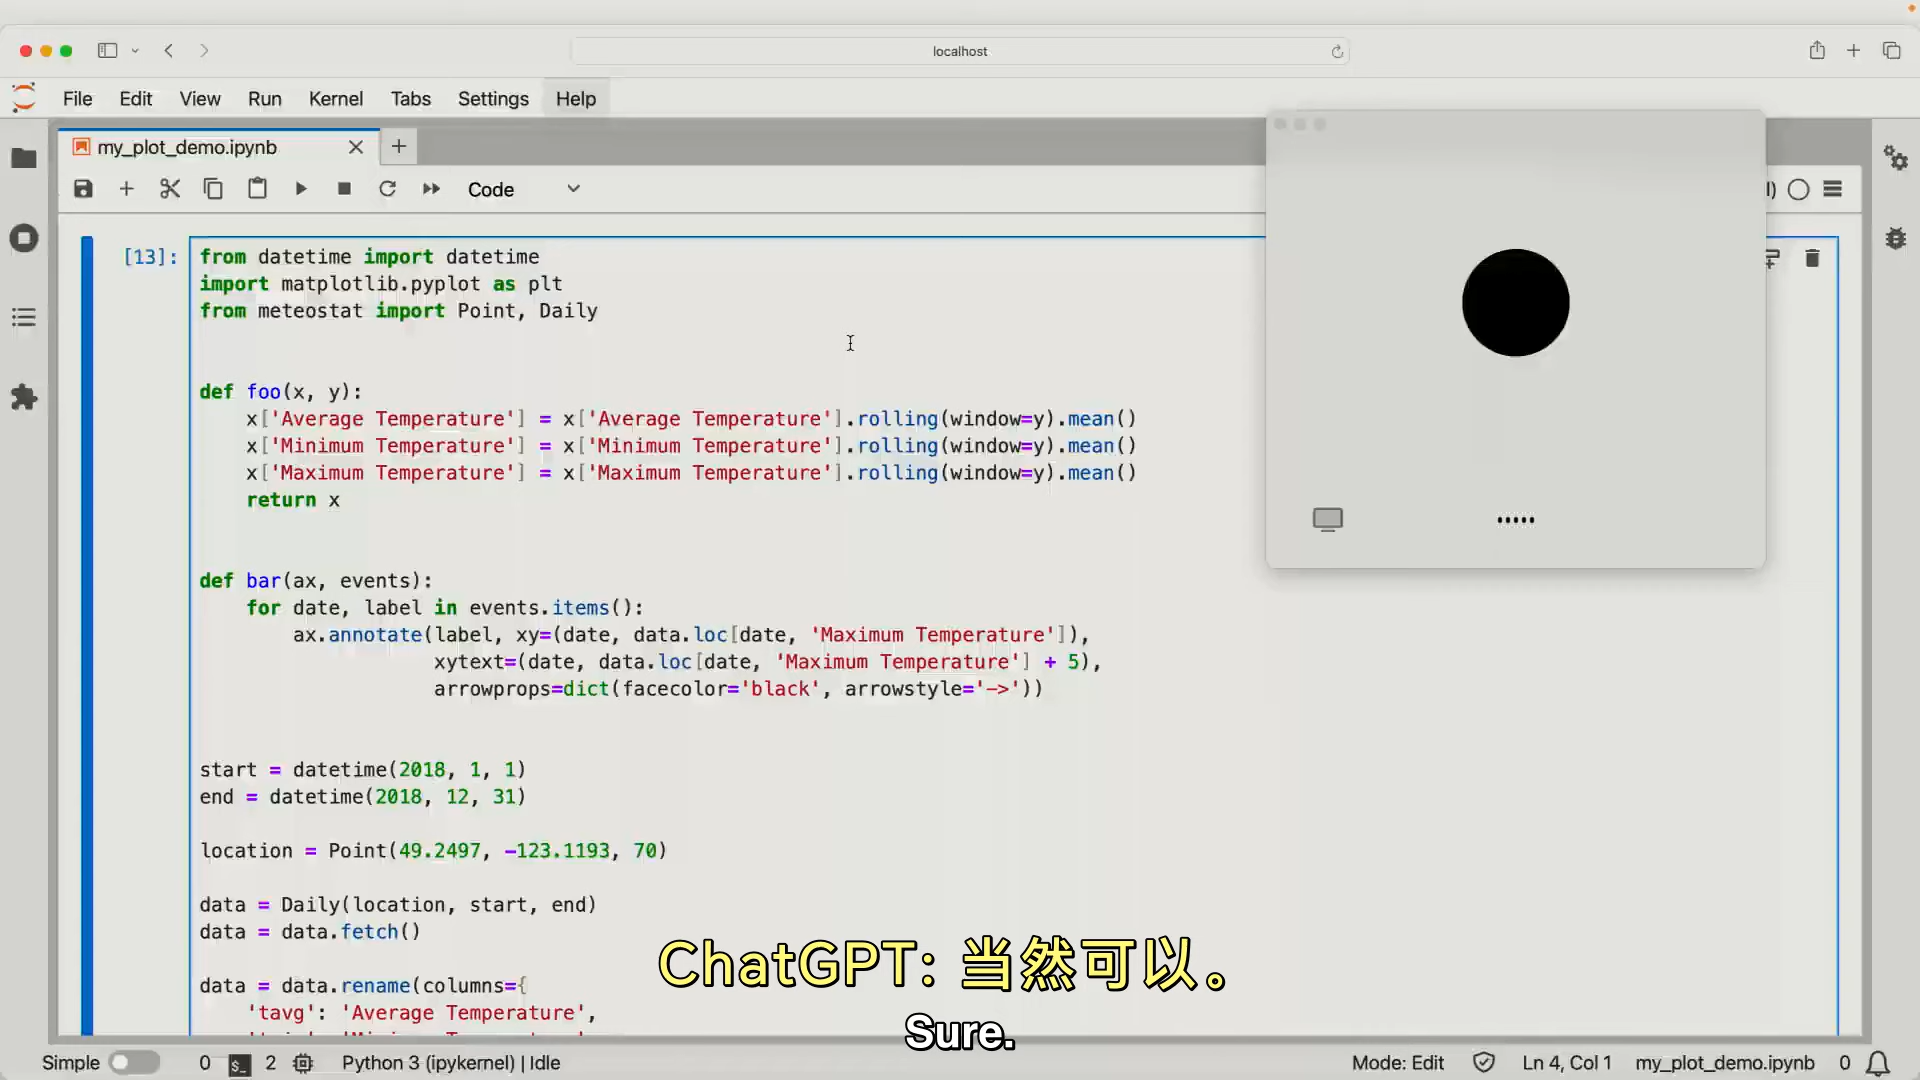 localhost
File Edit View Run Kernel Tabs Settings Help
my_plot_demo.ipynb
Code
[13]:
from datetime import datetime
import matplotlib.pyplot as plt
from meteostat import Point, Daily
def foo(x, y):
x['Average Temperature'] = x['Average Temperature'].rolling(window=y).mean()
x['Minimum Temperature'] = x['Minimum Temperature'].rolling(window=y).mean()
x['Maximum Temperature'] = x['Maximum Temperature'].rolling(window=y).mean()
return x
def bar(ax, events):
for date, label in events.items():
ax.annotate(label, xy=(date, data.loc[date, 'Maximum Temperature']),
xytext=(date, data.loc[date, 'Maximum Temperature'] + 5),
arrowprops=dict(facecolor='black', arrowstyle='->'))
start = datetime(2018, 1, 1)
end = datetime(2018, 12, 31)
location = Point(49.2497, -123.1193, 70)
data = Daily(location, start, end)
data = data.fetch()
data = data.rename(columns={
'tavg': 'Average Temperature',
ChatGPT: 当然可以。
Sure.
Simple 0 2 Python 3 (ipykernel) | Idle Mode: Edit Ln 4, Col 1 my_plot_demo.ipynb 0